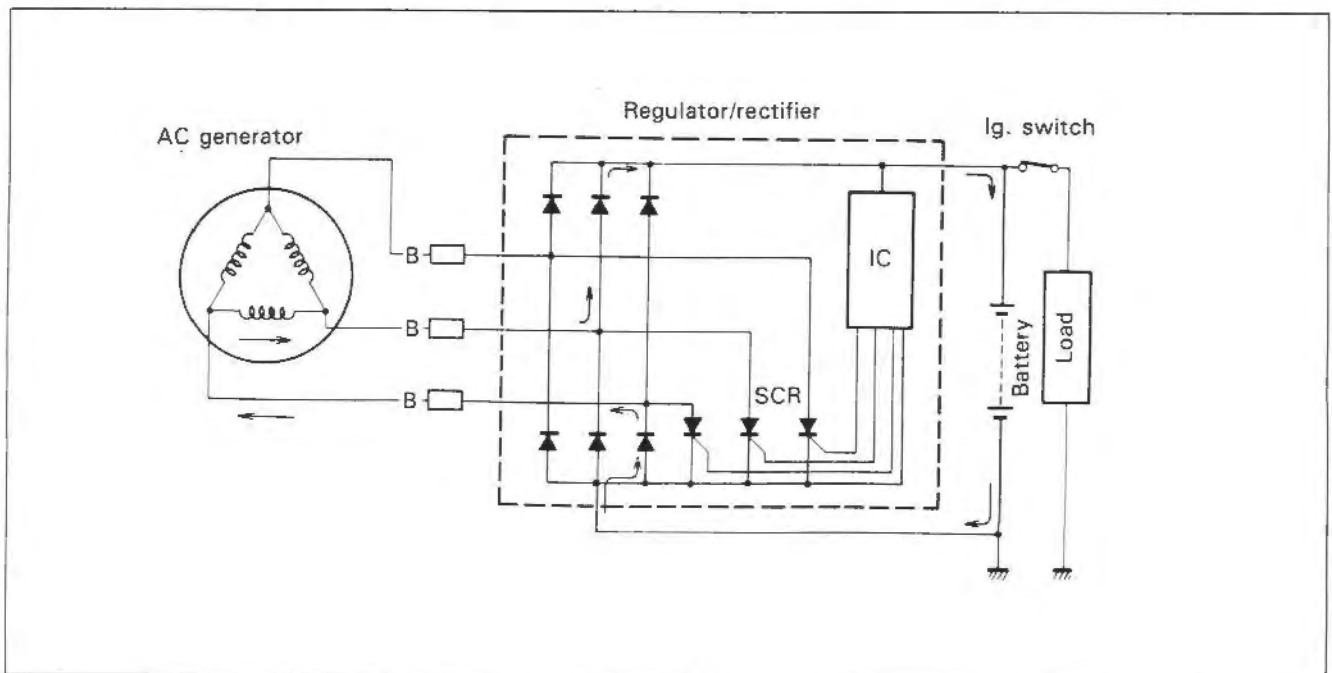 Regulator/rectifier
AC generator
Ig. switch
B
IC
B
Load
Battery
SCR
B